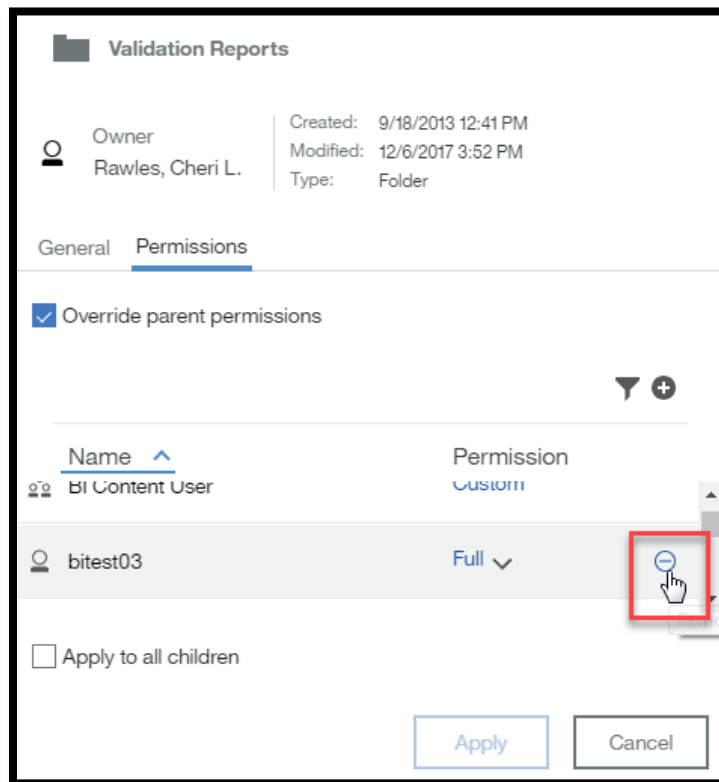 Validation Reports
Owner
Rawles, Cheri L.
Created: 9/18/2013 12:41 PM
Modified: 12/6/2017 3:52 PM
Type: Folder
General Permissions
Override parent permissions
Name Permission
BI Content User Custom
bitest03 Full
Apply to all children
Apply Cancel